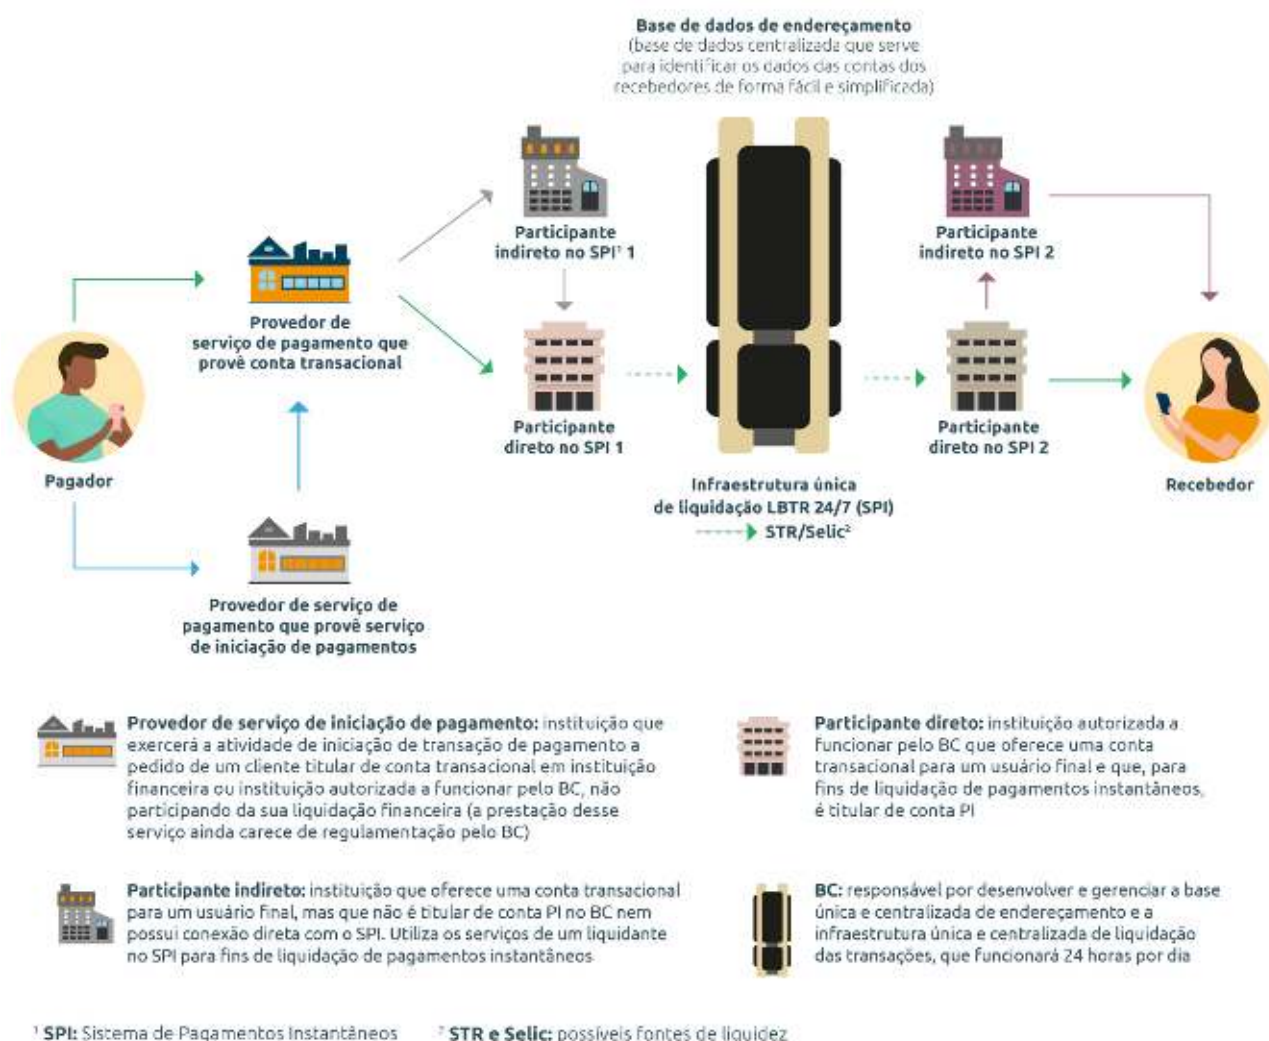 Base de dados de endereçamento
(base de dados centralizada que serve
para identificar os dados das contas dos
recebedores de forma fácil e simplificada)
Participante
indireto no SPI¹ 1
Participante
indireto no SPI 2
Provedor de
serviço de pagamento que
provê conta transacional
Participante
direto no SPI 1
Participante
direto no SPI 2
Pagador
Recebedor
Infraestrutura única
de liquidação LBTR 24/7 (SPI)
STR/Selic²
Provedor de serviço de
pagamento que provê serviço
de iniciação de pagamentos
Provedor de serviço de iniciação de pagamento: instituição que
exercerá a atividade de iniciação de transação de pagamento a
pedido de um cliente titular de conta transacional em instituição
financeira ou instituição autorizada a funcionar pelo BC, não
participando da sua liquidação financeira (a prestação desse
serviço ainda carece de regulamentação pelo BC)
Participante direto: instituição autorizada a
funcionar pelo BC que oferece uma conta
transacional para um usuário final e que, para
fins de liquidação de pagamentos instantâneos,
é titular de conta PI
Participante indireto: instituição que oferece uma conta transacional
para um usuário final, mas que não é titular de conta PI no BC nem
possui conexão direta com o SPI. Utiliza os serviços de um liquidante
no SPI para fins de liquidação de pagamentos instantâneos
BC: responsável por desenvolver e gerenciar a base
única e centralizada de endereçamento e a
infraestrutura única e centralizada de liquidação
das transações, que funcionará 24 horas por dia
¹ SPI: Sistema de Pagamentos Instantâneos
² STR e Selic: possíveis fontes de liquidez